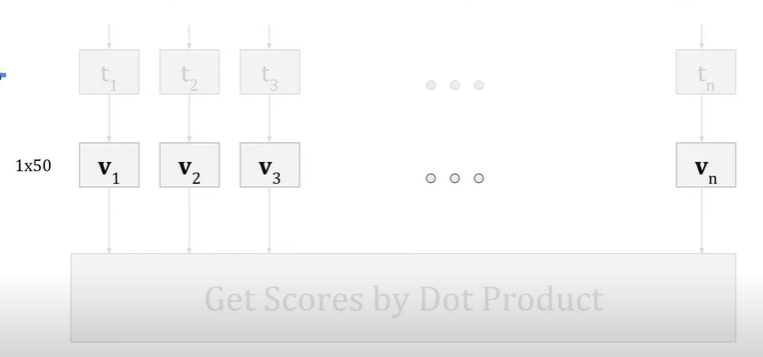 t1 t2 t3 tn
1x50 v1 v2 v3 vn
Get Scores by Dot Product